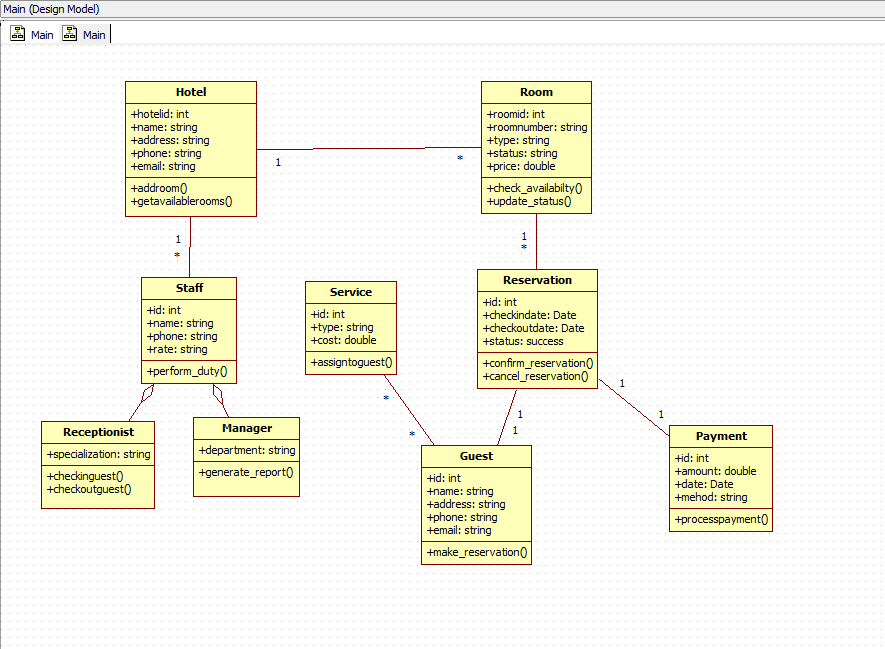 Main (Design Model)
Main Main
Hotel
+hotelid: int
+name: string
+address: string
+phone: string
+email: string
+addroom()
+getavailablerooms()
Room
+roomid: int
+roomnumber: string
+type: string
+status: string
+price: double
+check_availabilty()
+update_status()
1
*
1
*
1
*
Staff
+id: int
+name: string
+phone: string
+rate: string
+perform_duty()
Service
+id: int
+type: string
+cost: double
+assigntoguest()
Reservation
+id: int
+checkindate: Date
+checkoutdate: Date
+status: success
+confirm_reservation()
+cancel_reservation()
*
*
1
1
1
1
Receptionist
+specialization: string
+checkinguest()
+checkoutguest()
Manager
+department: string
+generate_report()
Guest
+id: int
+name: string
+address: string
+phone: string
+email: string
+make_reservation()
Payment
+id: int
+amount: double
+date: Date
+mehod: string
+processpayment()